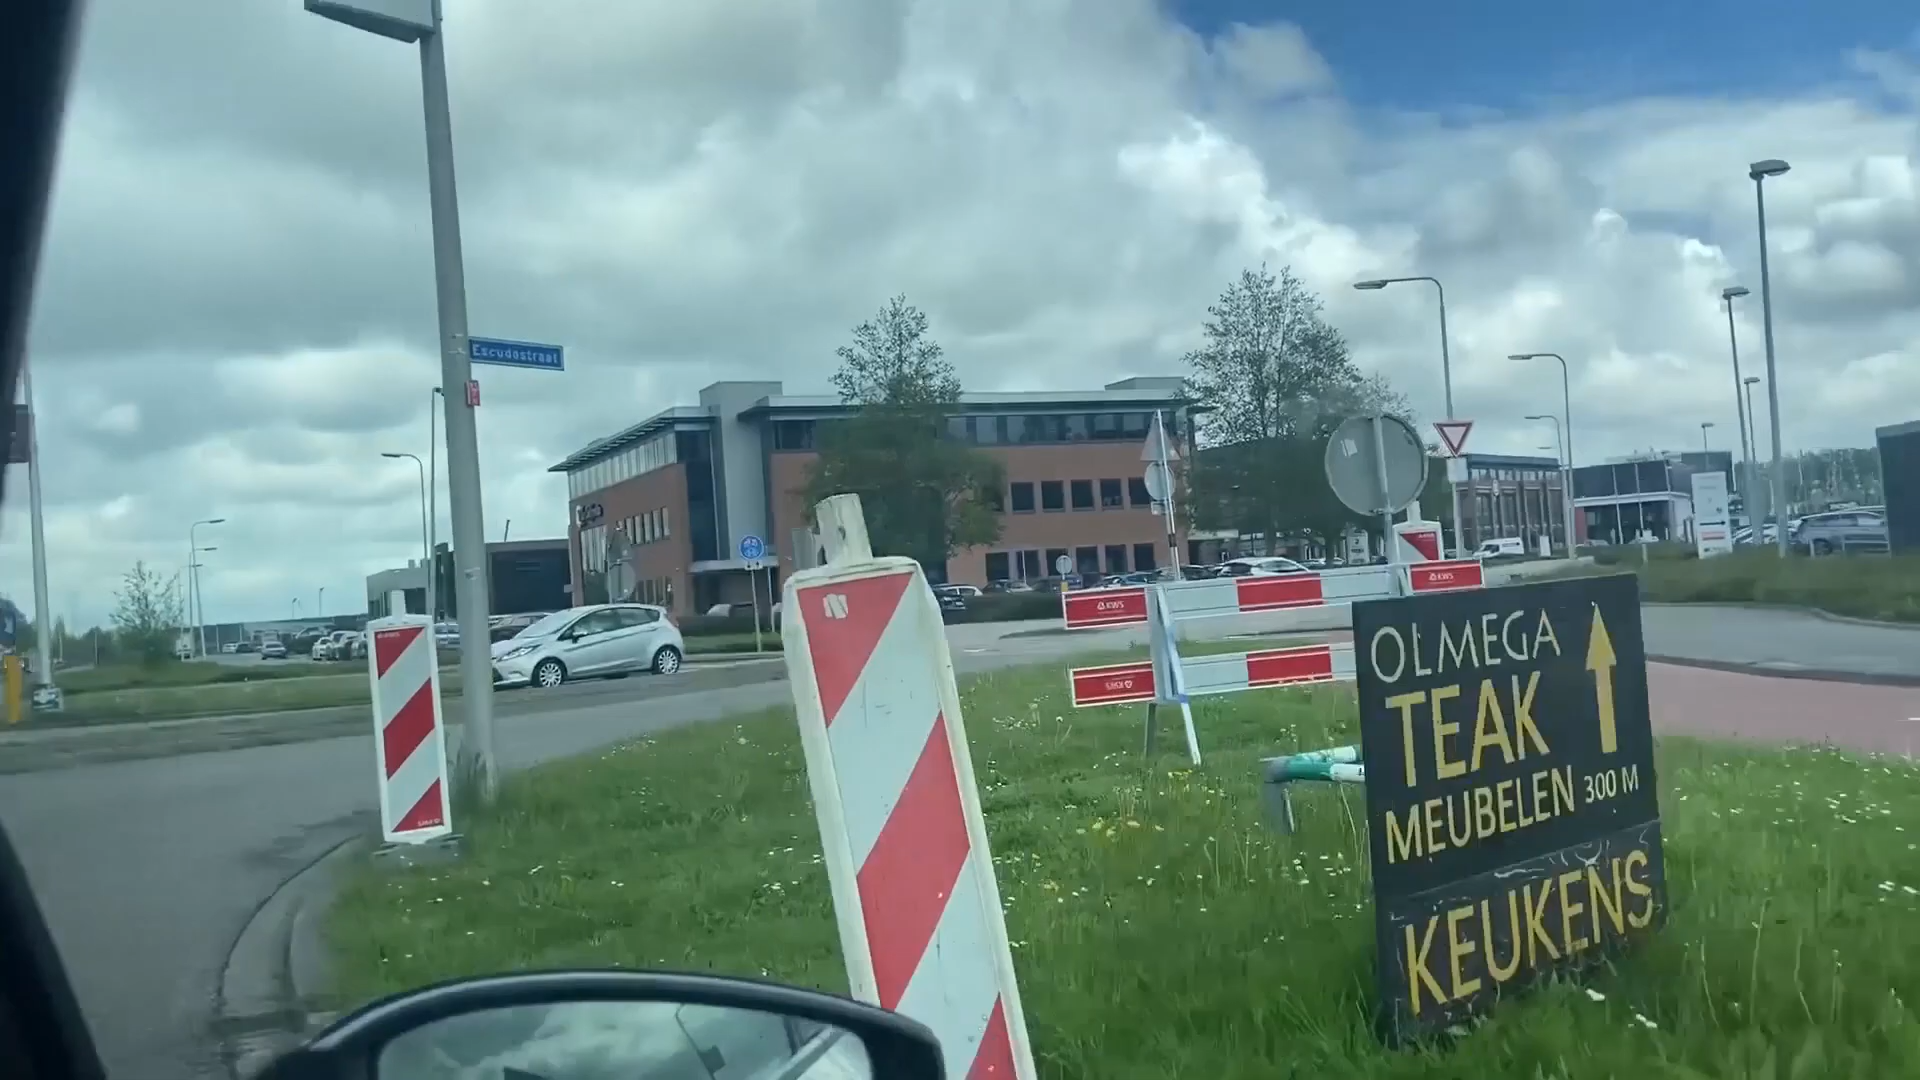 Escudostraat
KWS
KWS
KWS
OLMEGA
TEAK
MEUBELEN 300 M
KEUKENS